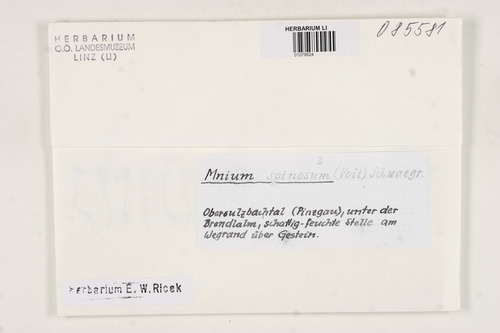 HERBARIUM
O.Ö. LANDESMUSEUM
LINZ (LI)
HERBARIUM LI
085581
?
Mnium spinosum (Voit) Schwaegr.
Obersulzbachtal (Pinzgau), unter der
Brendlalm, schattig-feuchte Stelle am
Wegrand über Gestein.
Herbarium E. W. Ricek